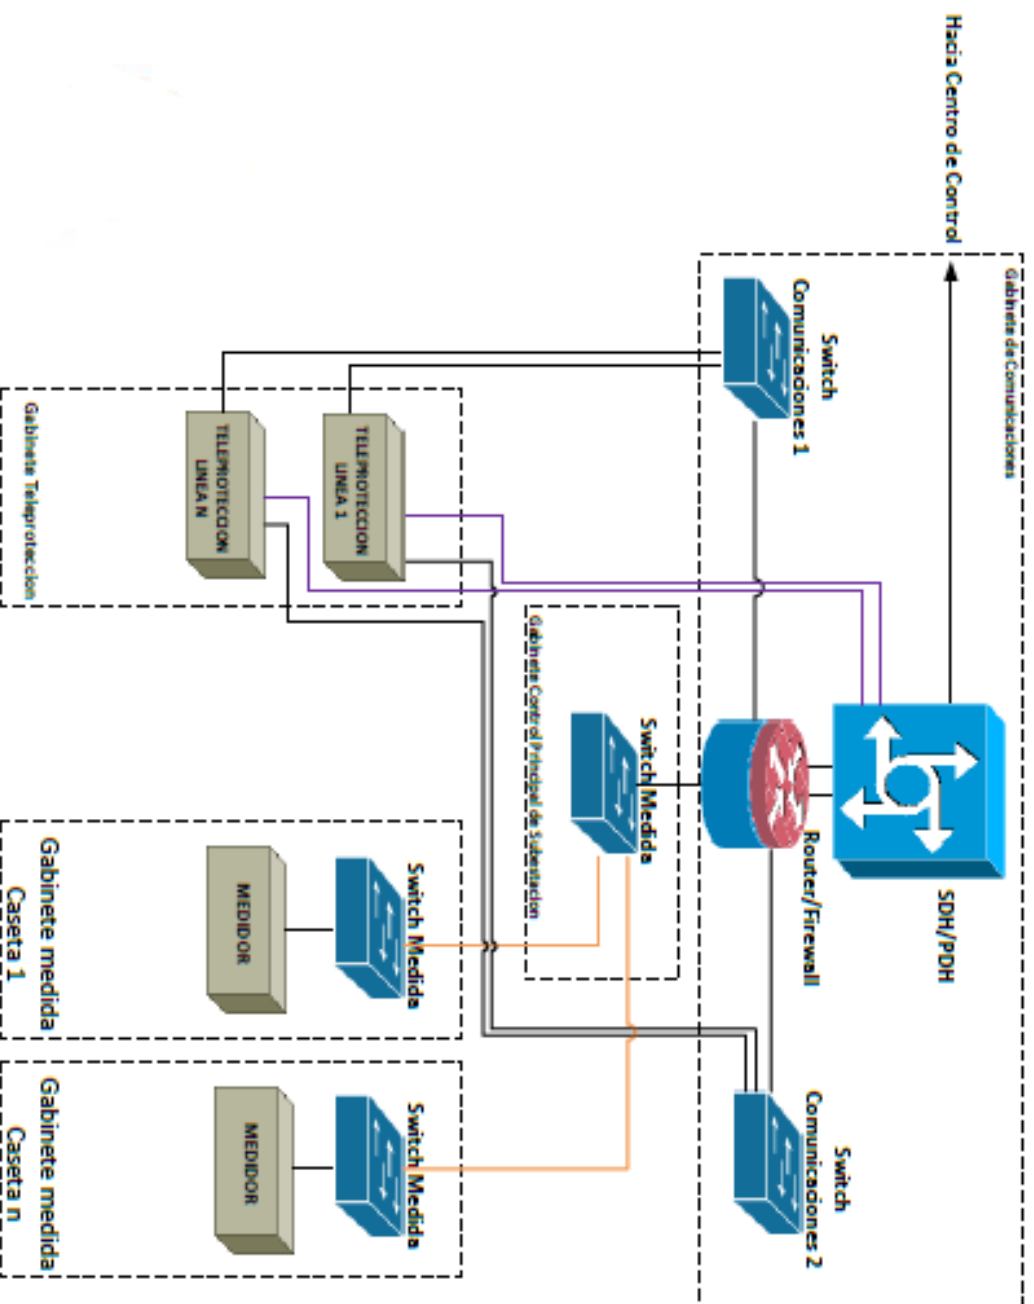 Hacia Centro de Control
Gabinete de Comunicaciones
SDH/PDH
Switch
Comunicaciones 1
Router/Firewall
Switch
Comunicaciones 2
Switch Medida
Gabinete Control Principal de Subestacion
TELEPROTECCION
LINEA 1
TELEPROTECCION
LINEA N
Gabinete Teleproteccion
Switch Medida
MEDIDOR
Gabinete medida
Caseta 1
Switch Medida
MEDIDOR
Gabinete medida
Caseta n